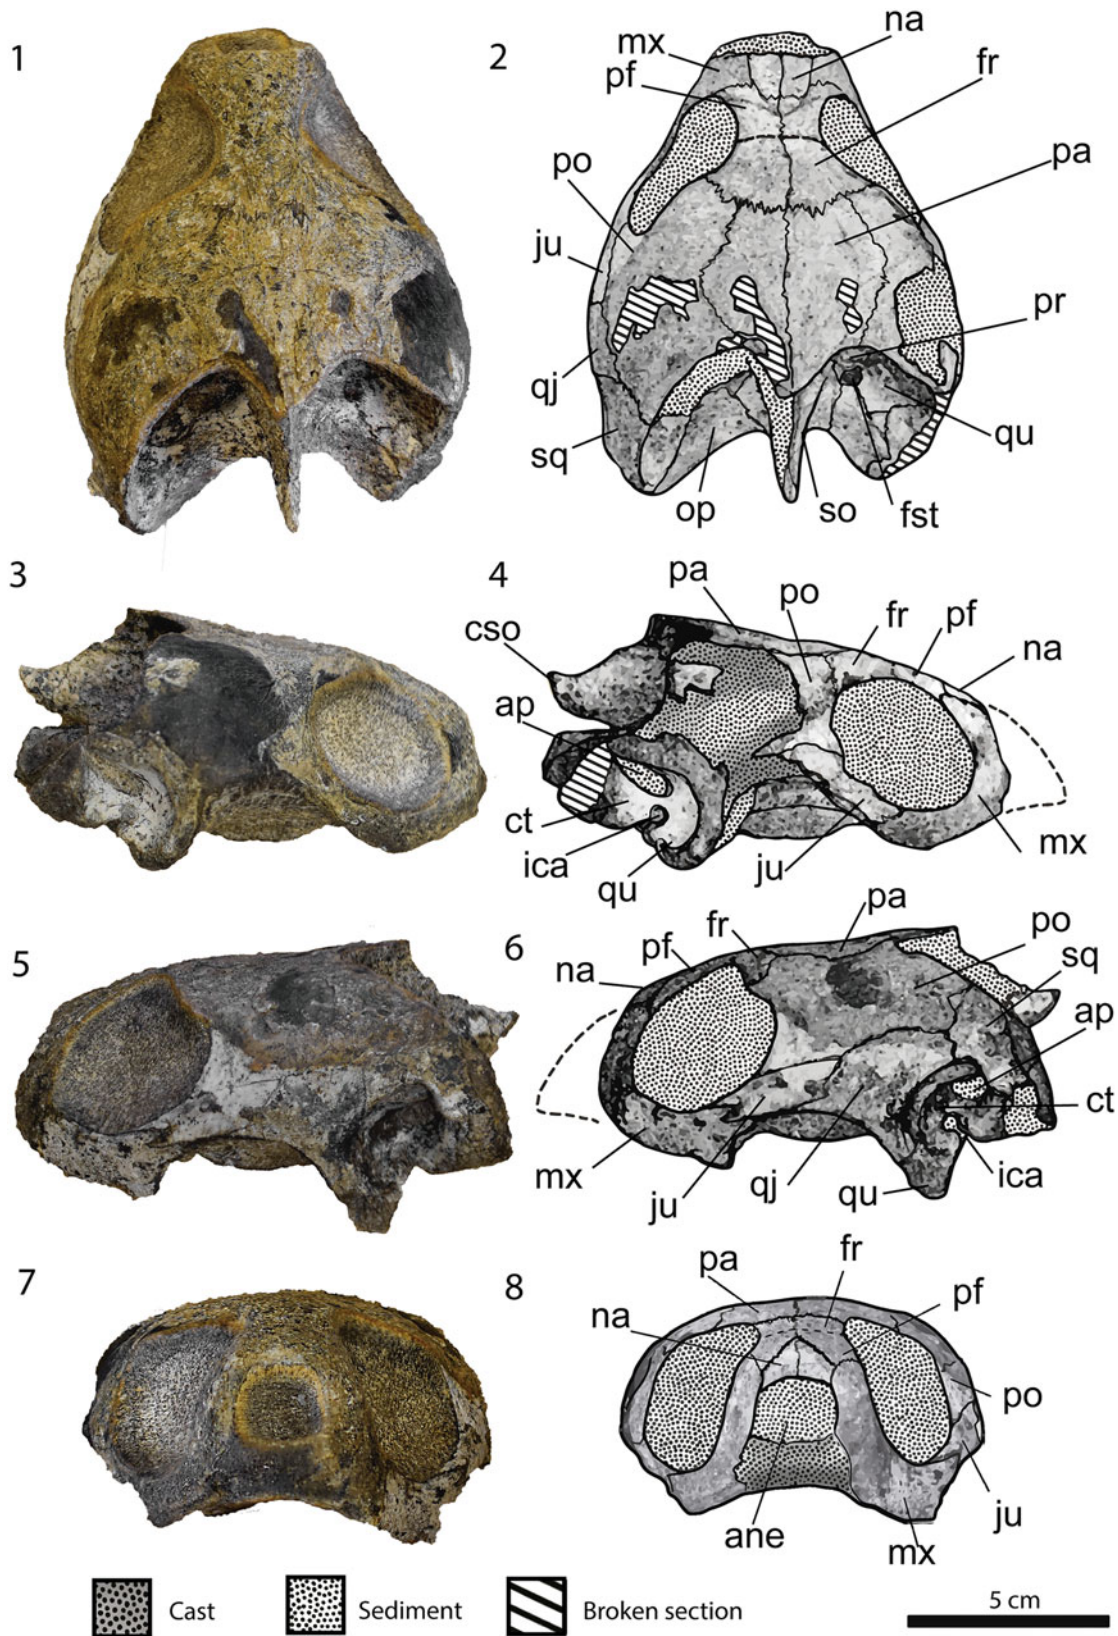 1
2
mx
na
pf
fr
po
pa
ju
pr
qj
sq
qu
op
so
fst
3
4
pa
po
cso
fr
pf
na
ap
ct
ica
qu
ju
mx
5
6
pa
fr
po
pf
sq
na
ap
ct
mx
ica
ju
qj
qu
7
8
fr
pa
pf
na
po
ju
ane
mx
Cast
Sediment
Broken section
5 cm